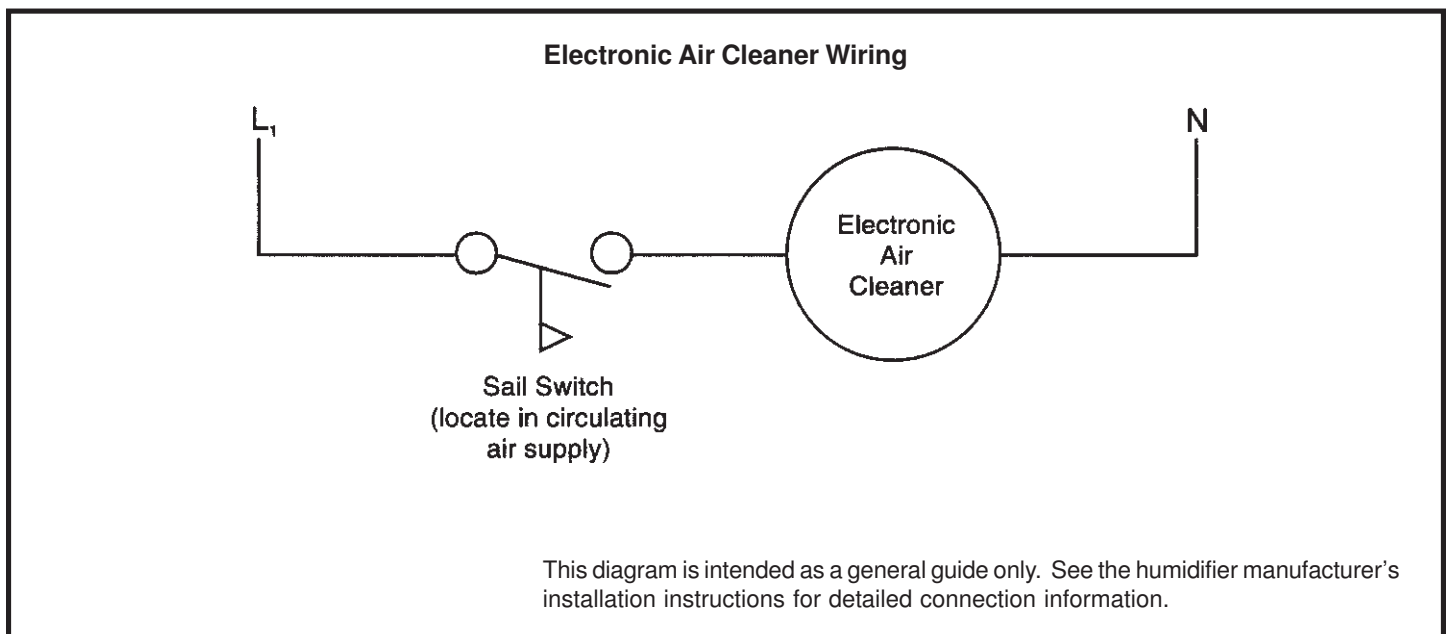 Electronic Air Cleaner Wiring
L1
N
Electronic
Air
Cleaner
Sail Switch
(locate in circulating
air supply)
This diagram is intended as a general guide only. See the humidifier manufacturer's
installation instructions for detailed connection information.